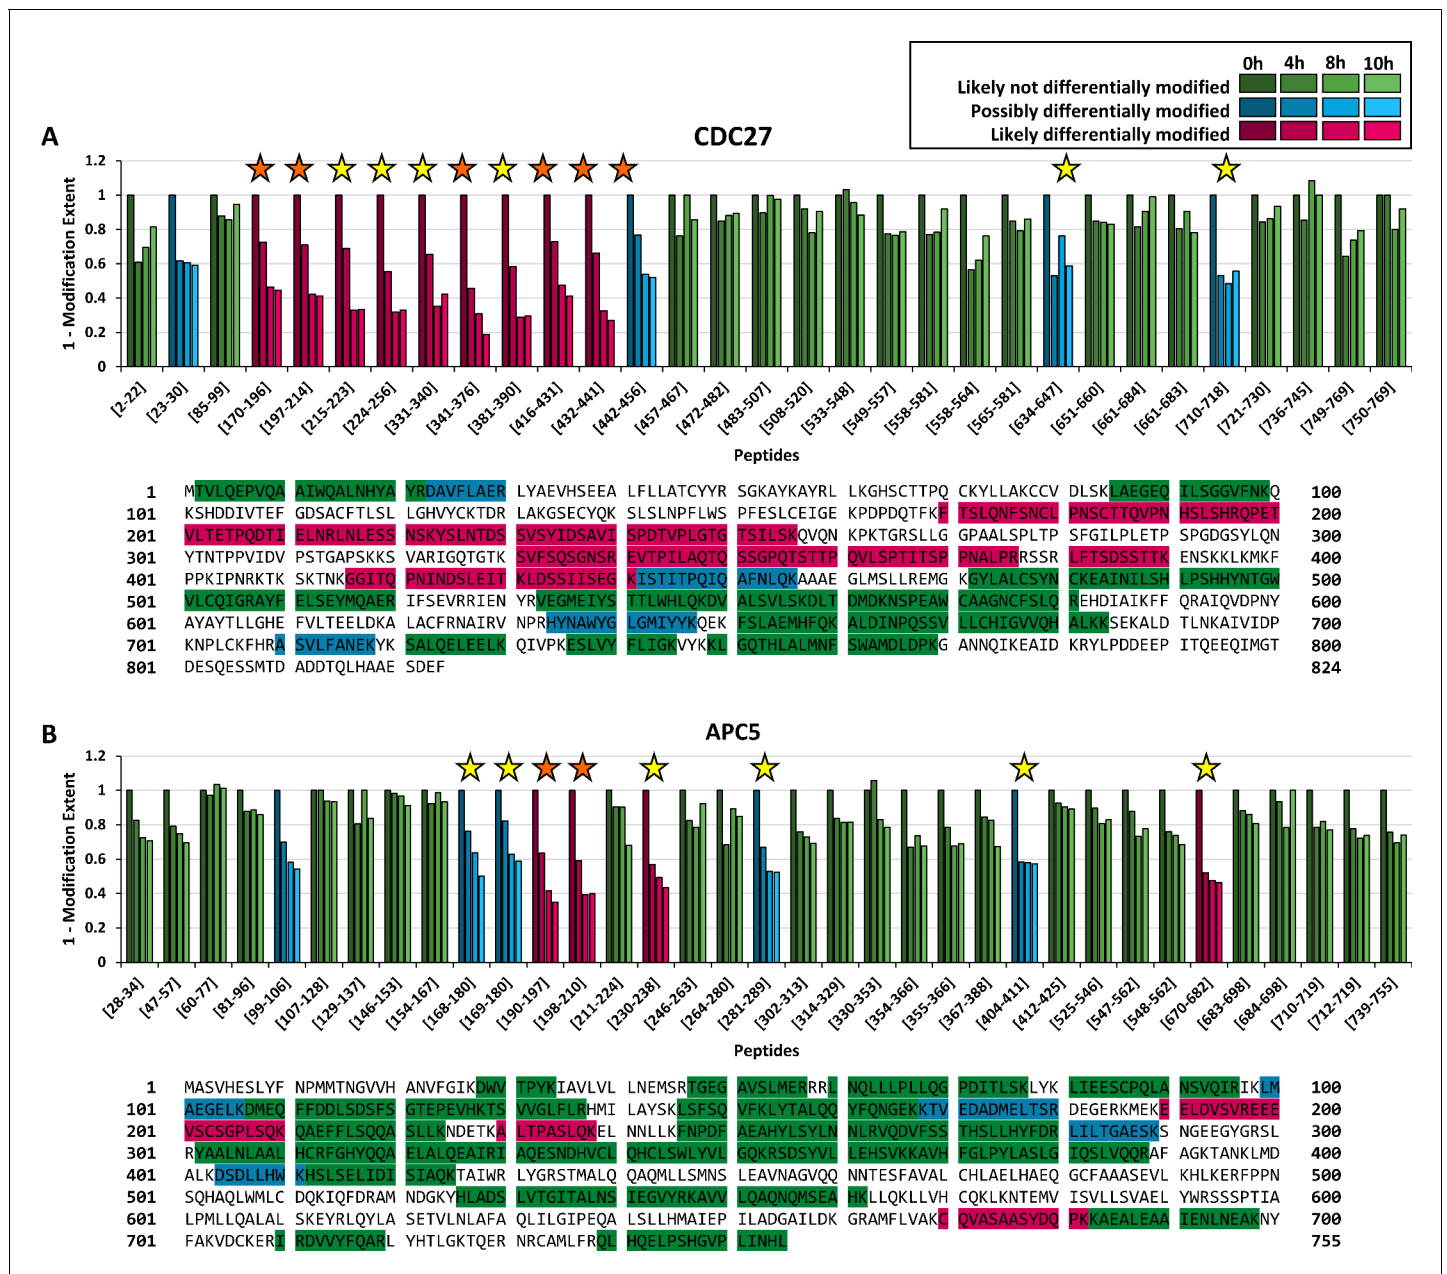 0h 4h 8h 10h
Likely not differentially modified
Possibly differentially modified
Likely differentially modified
A
CDC27
1.2
1
0.8
0.6
0.4
0.2
0
1 - Modification Extent
[2-22] [23-30] [85-99] [170-196] [197-214] [215-223] [224-256] [331-340] [341-376] [381-390] [416-431] [432-441] [442-456] [457-467] [472-482] [483-507] [508-520] [533-548] [549-557] [558-581] [558-564] [565-581] [634-647] [651-660] [661-684] [661-683] [710-718] [721-730] [736-745] [749-769] [750-769]
Peptides
1 MTVLQEPVQA AIWQALNHYA YRDAVFLAER LYAEVHSEEA LFLLATCYYR SGKAYKAYRL LKGHSCTTPQ CKYLLAKCCV DLSKLAEGEQ ILSGGVFNKQ 100
101 KSHDDIVTEF GDSACFTLSL LGHVYCKTDR LAKGSECYQK SLSLNPFLWS PFESLCEIGE KPDPDQTFKF TSLQNFSNCL PNSCTTQVPN HSLSHRQPET 200
201 VLTETPQDTI ELNRLNLESS NSKYSLNTDS SVSYIDSAVI SPDTVPLGTG TSILSKQVQN KPKTGRSLLG GPAALSPLTP SFGILPLETP SPGDGSYLQN 300
301 YTNTPPVIDV PSTGAPSKKS VARIGQTGTK SVFSQSGNSR EVTPILAQTQ SSGPQTSTTP QVLSPTITSP PNALPRRSSR LFTSDSSTTK ENSKKLKMKF 400
401 PPKIPNRKTK SKTNKGGITQ PNINDSLEIT KLDSSIISEG KISTITPQIQ AFNLQKAAAE GLMSLLREMG KGYLALCSYN CKEAINILSH LPSHHYNTGW 500
501 VLCQIGRAYF ELSEYMQAER IFSEVRRIEN YRVEGMEIYS TTLWHLQKDV ALSVLSKDLT DMDKNSPEAW CAAGNCFSLQ REHDIAIKFF QRAIQVDPNY 600
601 AYAYTLLGHE FVLTEELDKA LACFRNAIRV NPRHYNAWYG LGMIYYKQEK FSLAEMHFQK ALDINPQSSV LLCHIGVVQH ALKKSEKALD TLNKAIVIDP 700
701 KNPLCKFHRA SVLFANEKYK SALQELEELK QIVPKESLVY FLIGKVYKKL GQTHLALMNF SWAMDLDPKG ANNQIKEAID KRYLPDDEEP ITQEEQIMGT 800
801 DESQESSMTD ADDTQLHAAE SDEF 824
B
APC5
1.2
1
0.8
0.6
0.4
0.2
0
1 - Modification Extent
[28-34] [47-57] [60-77] [81-96] [99-106] [107-128] [129-137] [146-153] [154-167] [168-180] [169-180] [190-197] [198-210] [211-224] [230-238] [246-263] [264-280] [281-289] [302-313] [314-329] [330-353] [354-366] [355-366] [367-388] [404-411] [412-425] [525-546] [547-562] [548-562] [670-682] [683-698] [684-698] [710-719] [712-719] [739-755]
Peptides
1 MASVHESLYF NPMMTNGVVH ANVFGIKDWV TPYKIAVLVL LNEMSRTGEG AVSLMERRRL NQLLLPLLQG PDITLSKLYK LIEESCPQLA NSVQIRIKLM 100
101 AEGELKDMEQ FFDDLSDSFS GTEPEVHKTS VVGLFLRHMI LAYSKLSFSQ VFKLYTALQQ YFQNGEKKTV EDADMELTSR DEGERKMEKE ELDVSVREEE 200
201 VSCSGPLSQK QAEFFLSQQA SLLKNDETKA LTPASLQKEL NNLLKFNPDF AEAHYLSYLN NLRVQDVFSS THSLLHYFDR LILTGAESKS NGEEGYGRSL 300
301 RYAALNLAAL HCRFGHYQQA ELALQEAIRI AQESNDHVCL QHCLSWLYVL GQKRSDSYVL LEHSVKKAVH FGLPYLASLG IQSLVQQRAF AGKTANKLMD 400
401 ALKDSDLLHW KHSLSELIDI SIAQKTAIWR LYGRSTMALQ QAQMLLSMNS LEAVNAGVQQ NNTESFAVAL CHLAELHAEQ GCFAAASEVL KHLKERFPPN 500
501 SQHAQLWMLC DQKIQFDRAM NDGKYHLADS LVTGITALNS IEGVYRKAVV LQAQNQMSEA HKLLQKLLVH CQKLKNTEMV ISVLLSVAEL YWRSSSPTIA 600
601 LPMLLQALAL SKEYRLQYLA SETVLNLAFA QLILGIPEQA LSLLHMAIEP ILADGAILDK GRAMFLVAKC QVASAASYDQ PKKAEALEAA IENLNEAKNY 700
701 FAKVDCKERI RDVVYFQARL YHTLGKTQER NRCAMLFRQL HQELPSHGVP LINHL 755